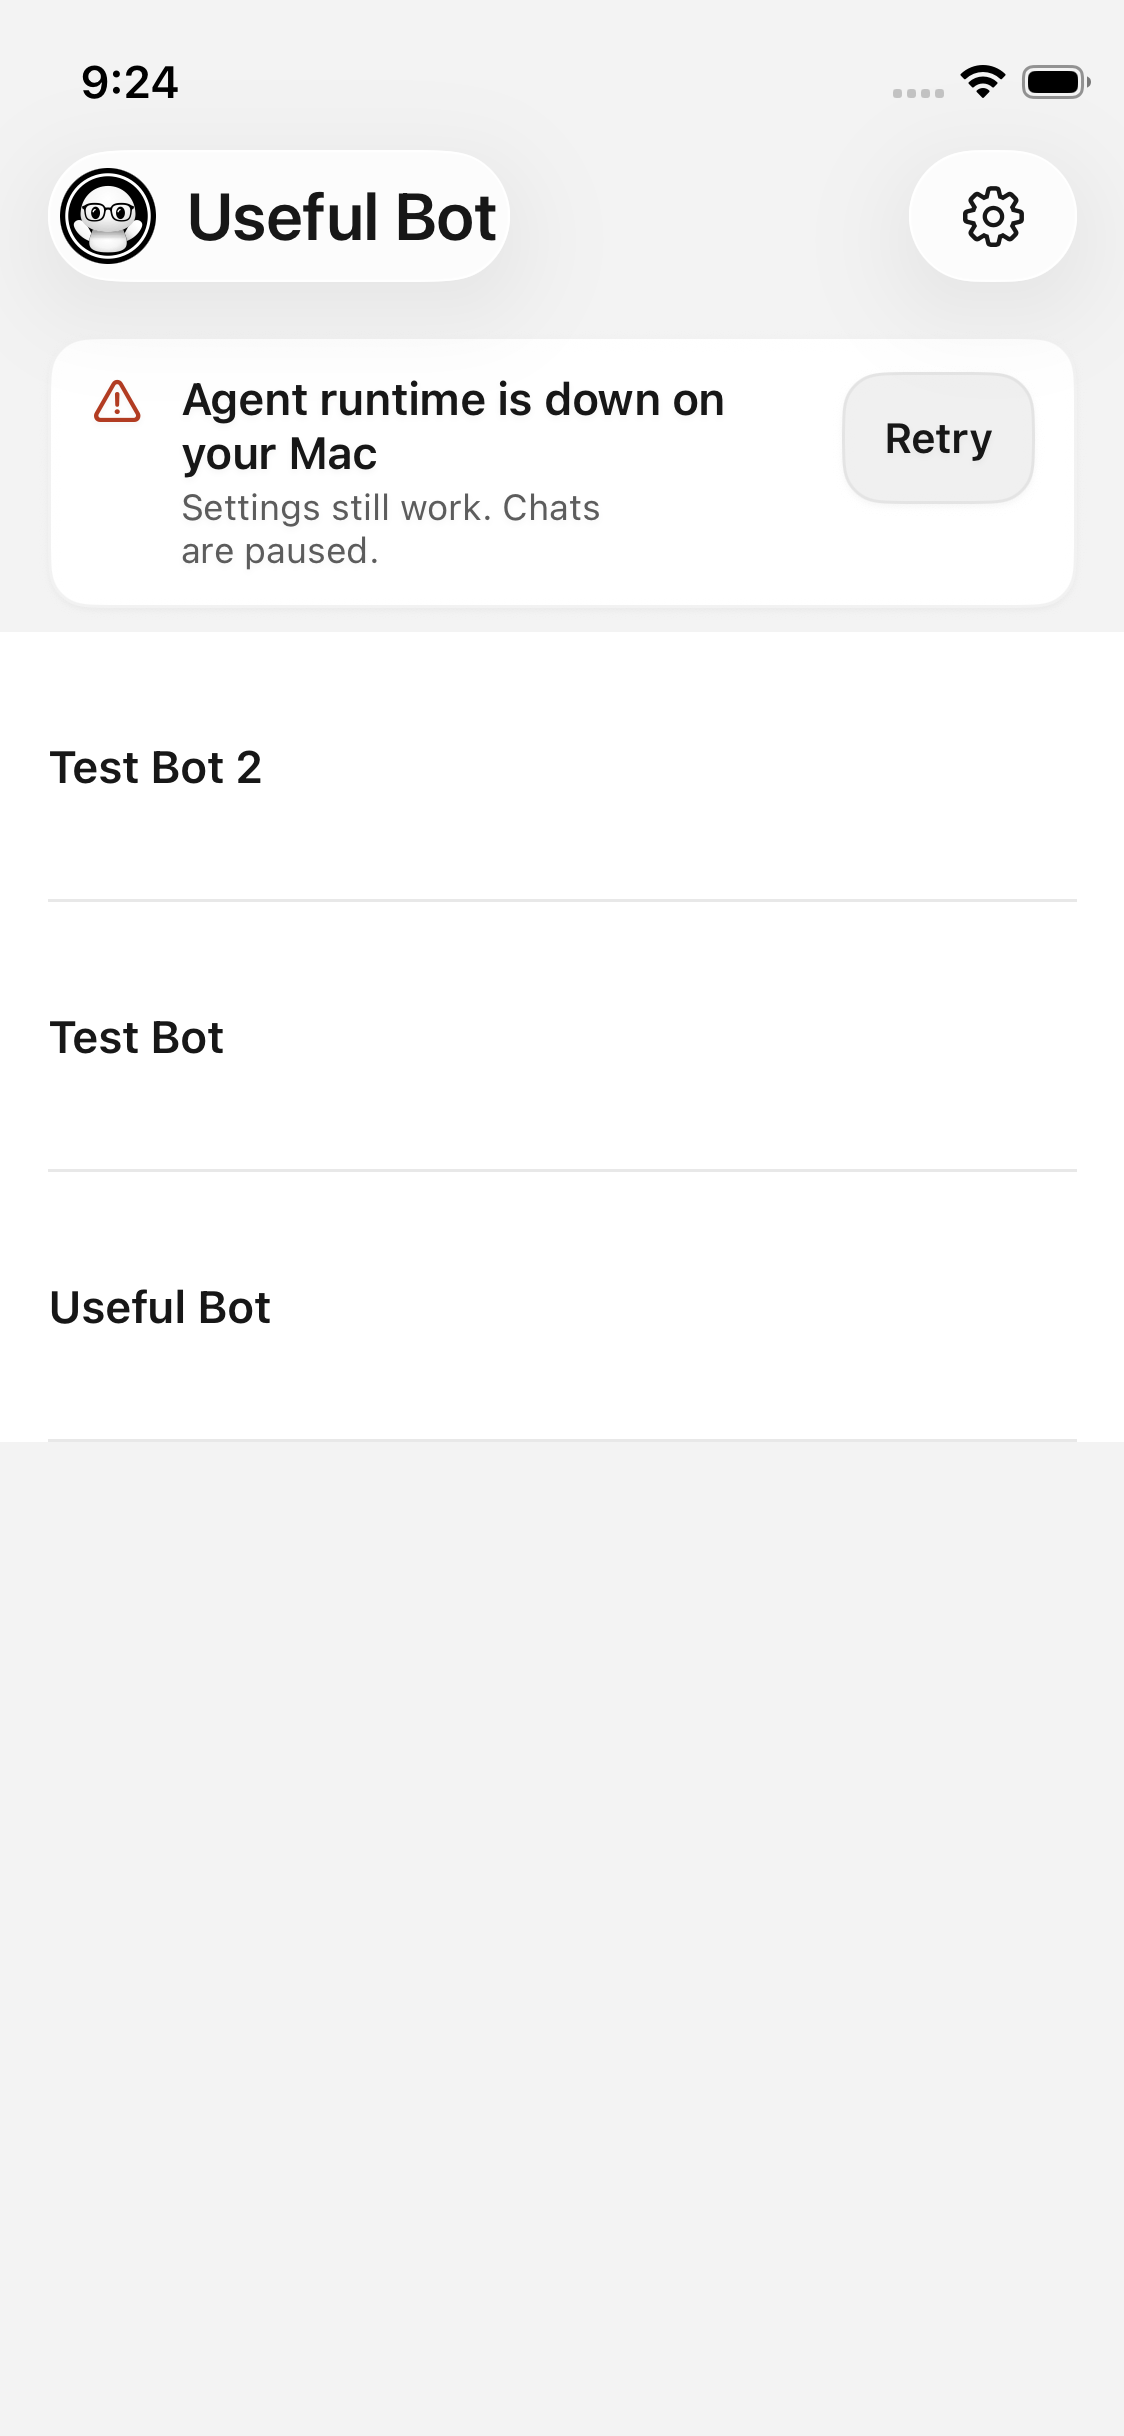 9:24
Useful Bot
Agent runtime is down on
your Mac
Settings still work. Chats
are paused.
Retry
Test Bot 2
Test Bot
Useful Bot